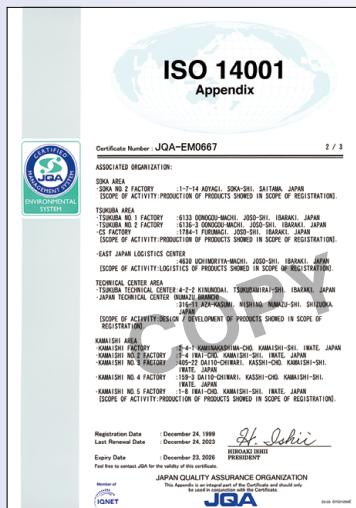 ISO 14001
Appendix
Certificate Number : JQA-EM0667
2 / 3
CERTIFIED
MANAGEMENT SYSTEM
JQA
ENVIRONMENTAL
SYSTEM
ASSOCIATED ORGANIZATION:
SOKA AREA
·SOKA NO.2 FACTORY :1-7-14 AOYAGI, SOKA-SHI, SAITAMA, JAPAN
[SCOPE OF ACTIVITY:PRODUCTION OF PRODUCTS SHOWED IN SCOPE OF REGISTRATION].
TSUKUBA AREA
·TSUKUBA NO.1 FACTORY :6133 OONOGOU-MACHI, JOSO-SHI, IBARAKI, JAPAN
·TSUKUBA NO.2 FACTORY :6136-3 OONOGOU-MACHI, JOSO-SHI, IBARAKI, JAPAN
·CS FACTORY :1784-1 FURUMAGI, JOSO-SHI, IBARAKI, JAPAN
[SCOPE OF ACTIVITY:PRODUCTION OF PRODUCTS SHOWED IN SCOPE OF REGISTRATION].
·EAST JAPAN LOGISTICS CENTER
:4630 UCHIMORIYA-MACHI, JOSO-SHI, IBARAKI, JAPAN
[SCOPE OF ACTIVITY:LOGISTICS OF PRODUCTS SHOWED IN SCOPE OF REGISTRATION].
TECHNICAL CENTER AREA
·TSUKUBA TECHNICAL CENTER:4-2-2 KINUNODAI, TSUKUBAMIRAI-SHI, IBARAKI, JAPAN
·JAPAN TECHNICAL CENTER (NUMAZU BRANCH)
:316-11 AZA-KASUMI, NISHINO, NUMAZU-SHI, SHIZUOKA,
JAPAN
[SCOPE OF ACTIVITY:DESIGN / DEVELOPMENT OF PRODUCTS SHOWED IN SCOPE OF
REGISTRATION]
KAMAISHI AREA
·KAMAISHI FACTORY :2-4-1 KAMINAKASHIMA-CHO, KAMAISHI-SHI, IWATE, JAPAN
·KAMAISHI NO.2 FACTORY :1-4 IWAI-CHO, KAMAISHI-SHI, IWATE, JAPAN
·KAMAISHI NO.3 FACTORY :405-22 DAI10-CHIWARI, KASSHI-CHO, KAMAISHI-SHI,
IWATE, JAPAN
·KAMAISHI NO.4 FACTORY :159-3 DAI10-CHIWARI, KASSHI-CHO, KAMAISHI-SHI,
IWATE, JAPAN
·KAMAISHI NO.5 FACTORY :1-8 IWAI-CHO, KAMAISHI-SHI, IWATE, JAPAN
[SCOPE OF ACTIVITY:PRODUCTION OF PRODUCTS SHOWED IN SCOPE OF REGISTRATION].
COPY
Registration Date : December 24, 1999
Last Renewal Date : December 24, 2023
Expiry Date : December 23, 2026
H. Ishii
HIROAKI ISHII
PRESIDENT
Feel free to contact JQA for the validity of this certificate.
JAPAN QUALITY ASSURANCE ORGANIZATION
This Appendix is an integral part of the Certificate and should only
be used in conjunction with the Certificate.
Member of
IQNET
JQA